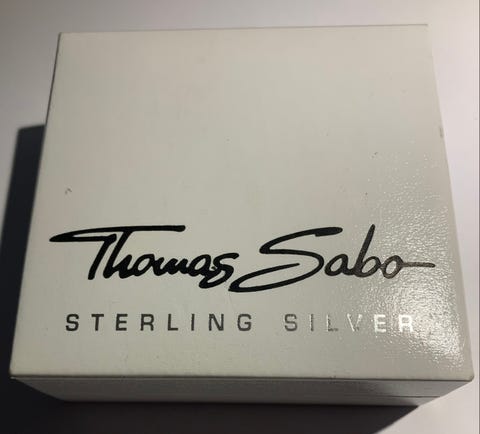 Thomas Sabo
STERLING SILVER